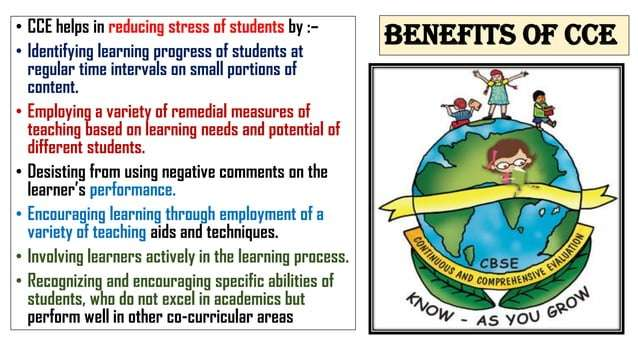 • CCE helps in reducing stress of students by :–
• Identifying learning progress of students at
regular time intervals on small portions of
content.
• Employing a variety of remedial measures of
teaching based on learning needs and potential of
different students.
• Desisting from using negative comments on the
learner's performance.
• Encouraging learning through employment of a
variety of teaching aids and techniques.
• Involving learners actively in the learning process.
• Recognizing and encouraging specific abilities of
students, who do not excel in academics but
perform well in other co-curricular areas
BENEFITS OF CCE
CBSE
CONTINUOUS AND COMPREHENSIVE EVALUATION
KNOW - AS YOU GROW